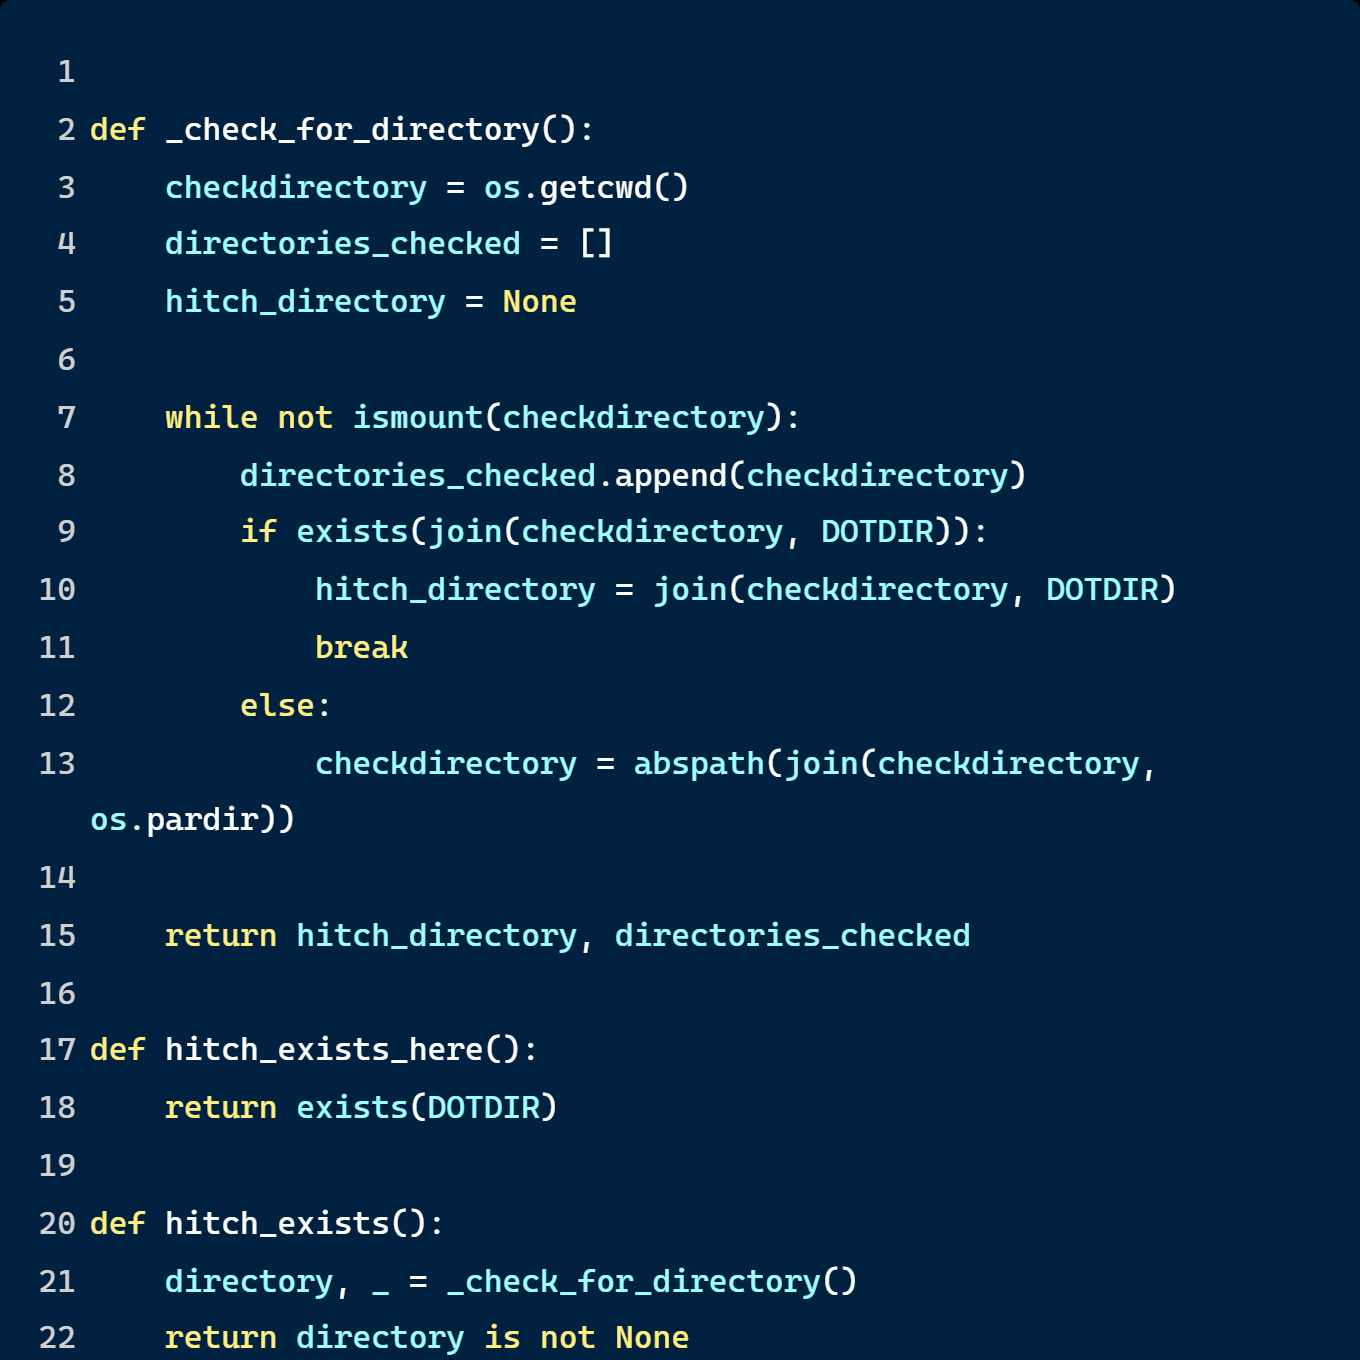 1
2 def _check_for_directory():
3     checkdirectory = os.getcwd()
4     directories_checked = []
5     hitch_directory = None
6
7     while not ismount(checkdirectory):
8         directories_checked.append(checkdirectory)
9         if exists(join(checkdirectory, DOTDIR)):
10             hitch_directory = join(checkdirectory, DOTDIR)
11             break
12         else:
13             checkdirectory = abspath(join(checkdirectory,
os.pardir))
14
15     return hitch_directory, directories_checked
16
17 def hitch_exists_here():
18     return exists(DOTDIR)
19
20 def hitch_exists():
21     directory, _ = _check_for_directory()
22     return directory is not None